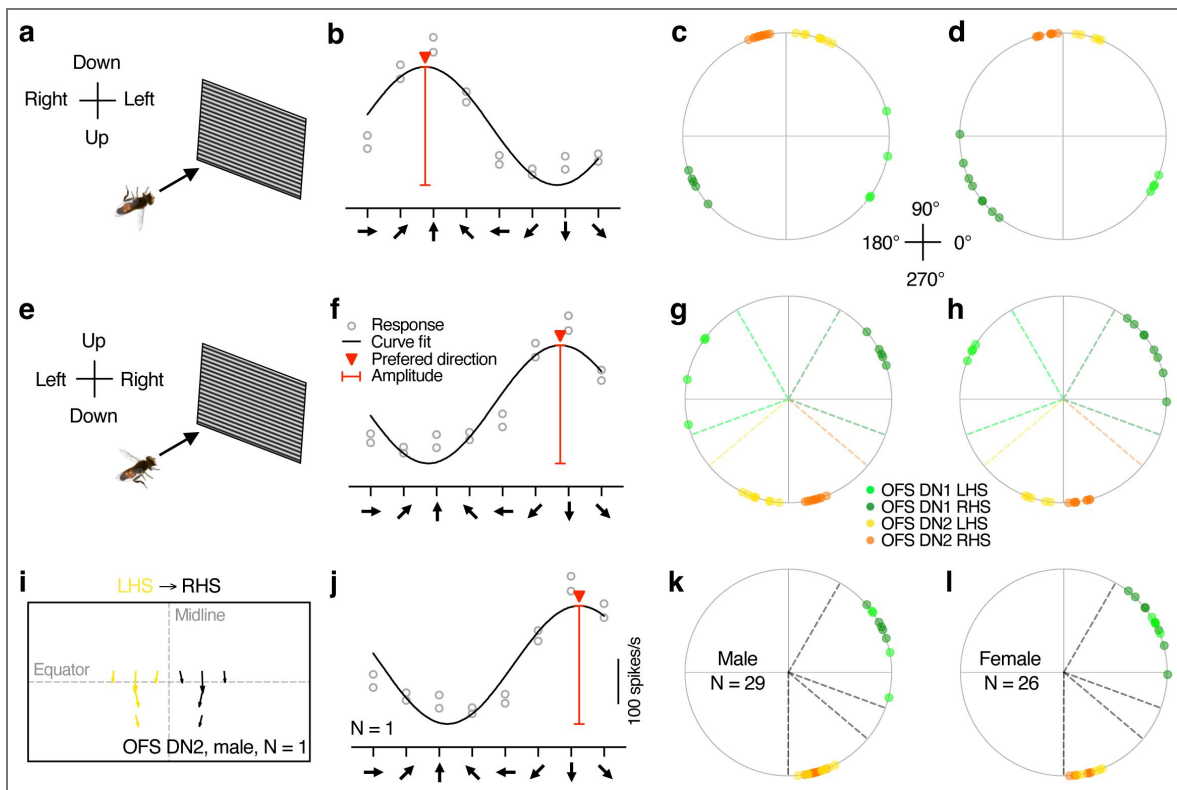 a
Down
Right
Left
Up
b
c
d
90°
180°
0°
270°
e
Up
Left
Right
Down
f
Response
Curve fit
Prefered direction
Amplitude
g
h
OFS DN1 LHS
OFS DN1 RHS
OFS DN2 LHS
OFS DN2 RHS
i
LHS → RHS
Midline
Equator
OFS DN2, male, N = 1
j
N = 1
100 spikes/s
k
Male
N = 29
l
Female
N = 26